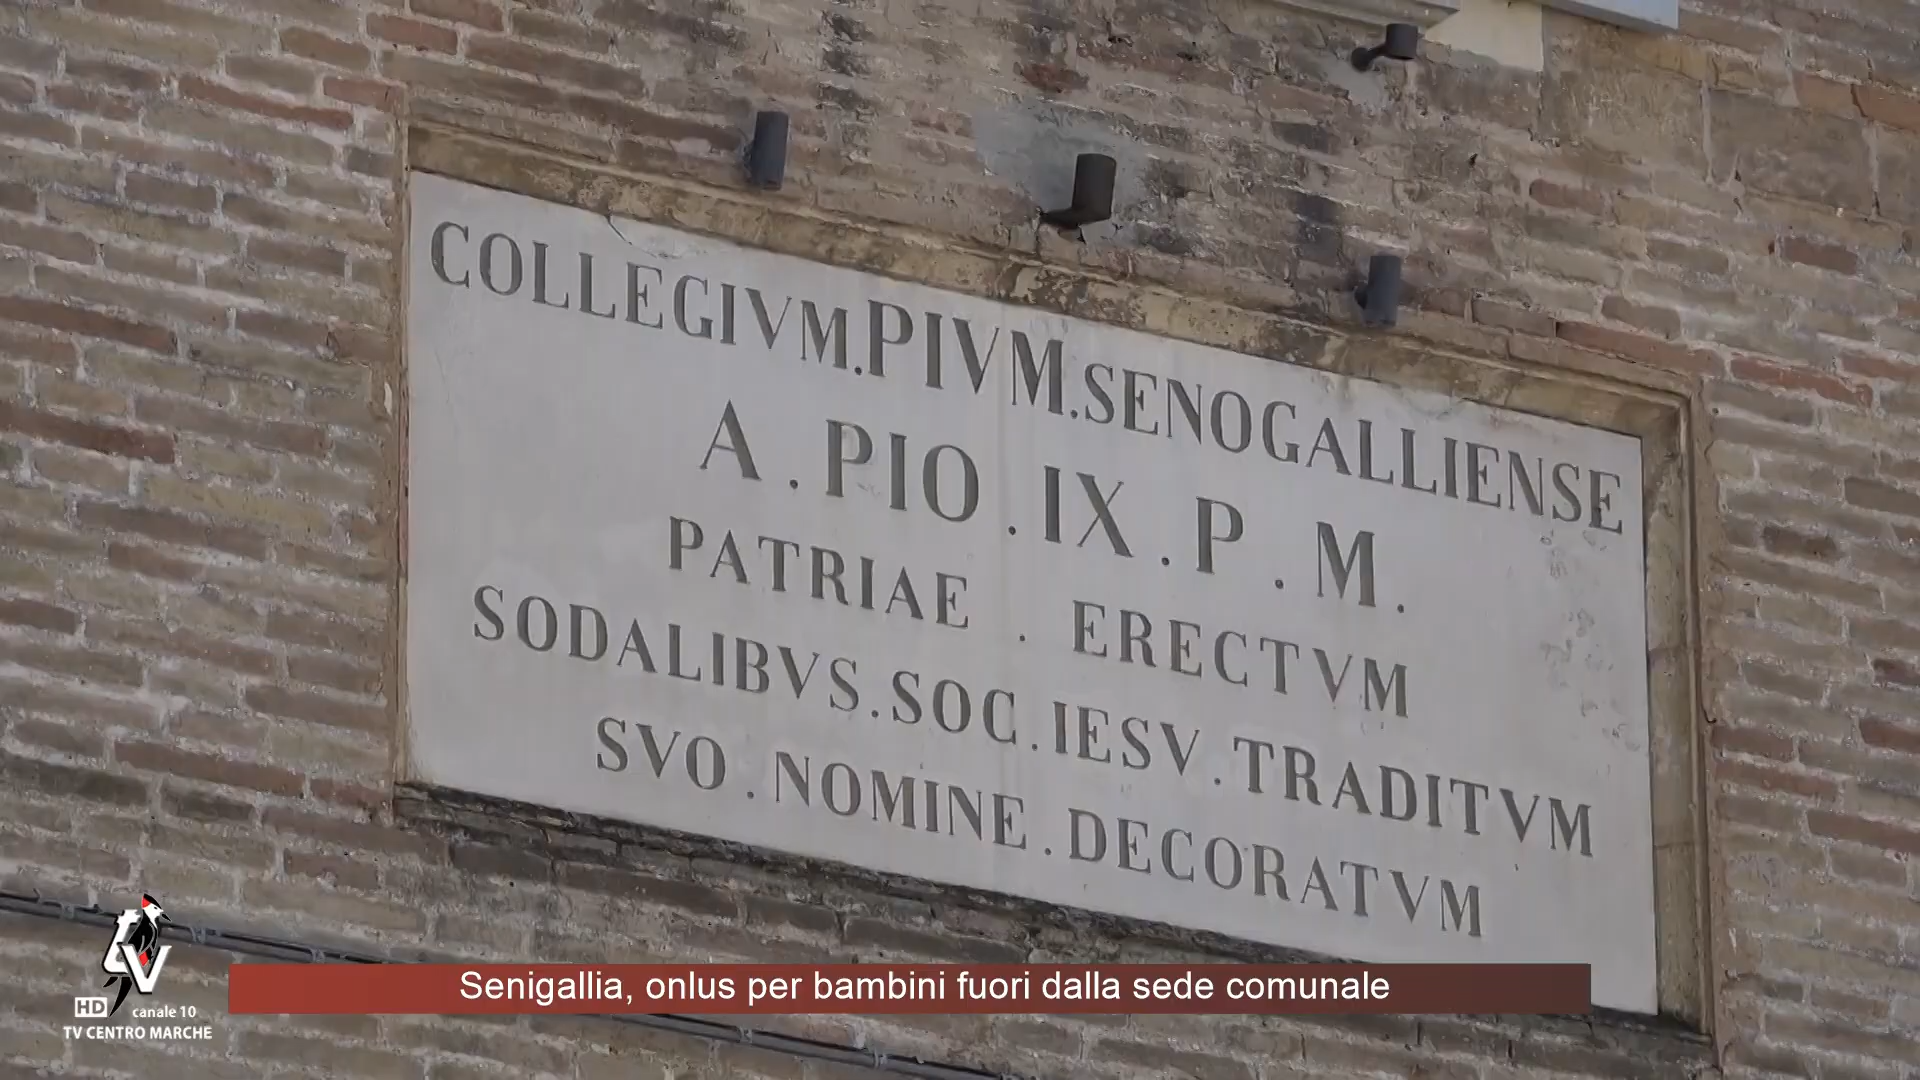 COLLEGIVM.PIVM.SENOGALLIENSE
A . PIO . IX . P . M .
PATRIAE . ERECTVM
SODALIBVS . SOC . IESV . TRADITVM
SVO . NOMINE . DECORATVM
Senigallia, onlus per bambini fuori dalla sede comunale
tv
HD canale 10
TV CENTRO MARCHE